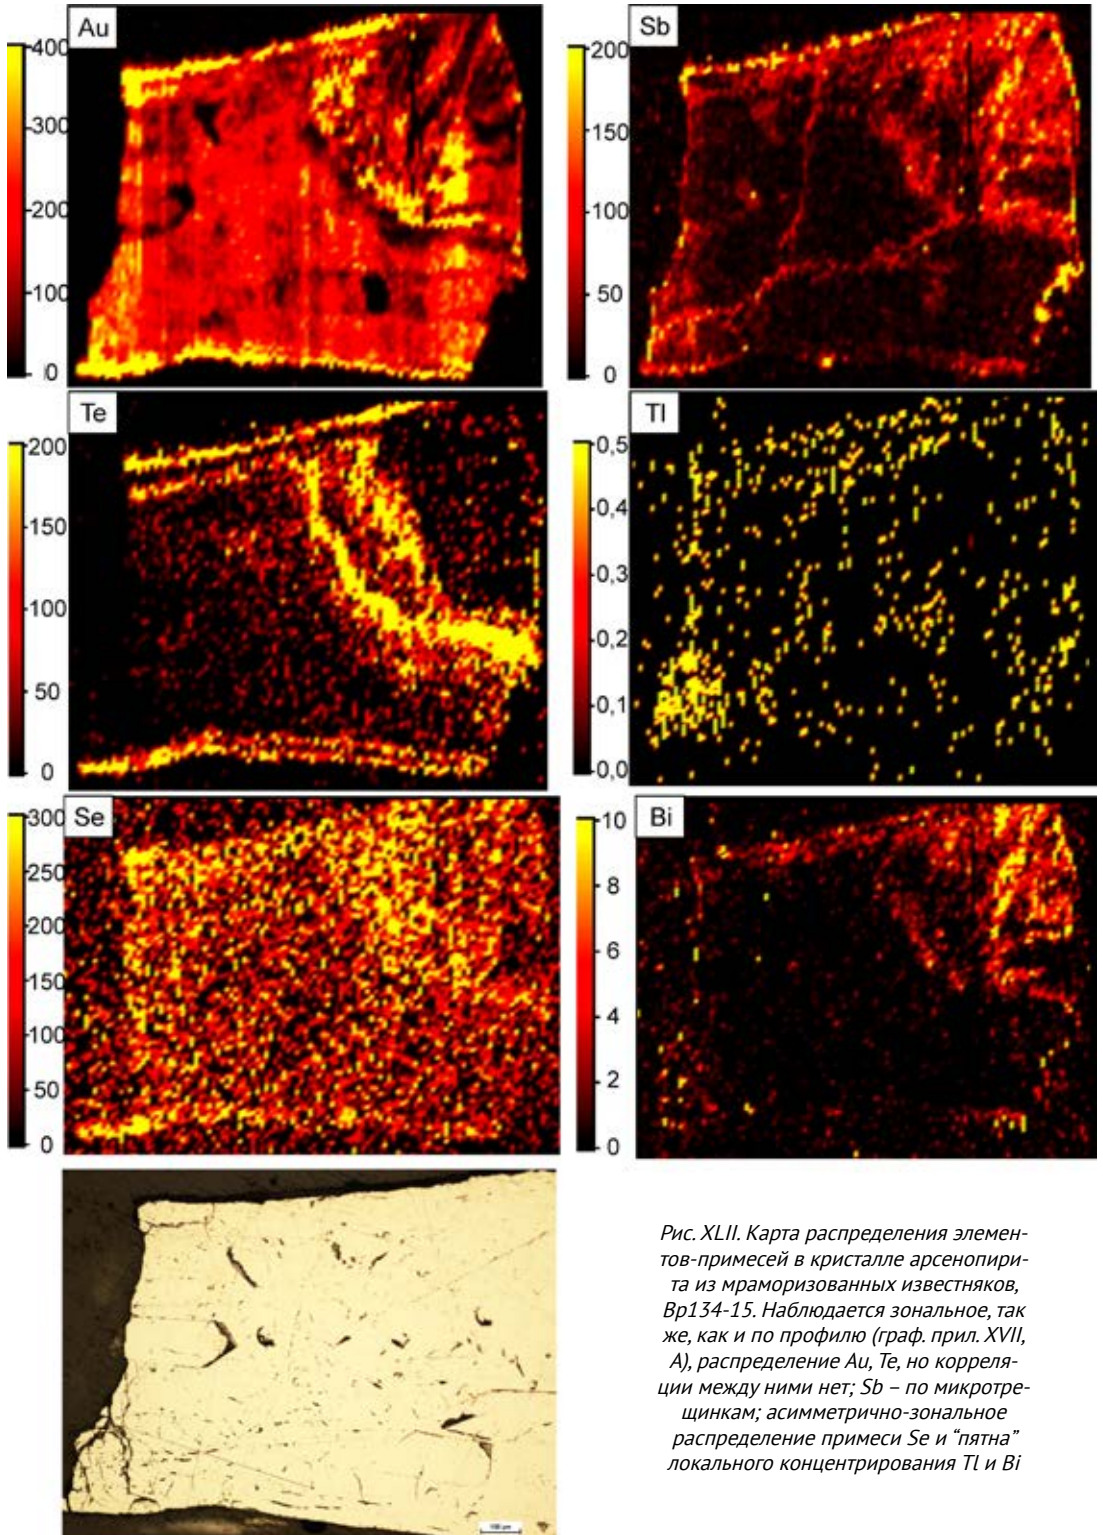 Au
400
300
200
100
0
Sb
200
150
100
50
0
Te
200
150
100
50
0
Tl
0,5
0,4
0,3
0,2
0,1
0,0
Se
300
250
200
150
100
50
0
Bi
10
8
6
4
2
0
Рис. XLII. Карта распределения элемен-
тов-примесей в кристалле арсенопири-
та из мраморизованных известняков,
Вр134-15. Наблюдается зональное, так
же, как и по профилю (граф. прил. XVII,
А), распределение Au, Te, но корреля-
ции между ними нет; Sb – по микротре-
щинкам; асимметрично-зональное
распределение примеси Se и “пятна”
локального концентрирования Tl и Bi